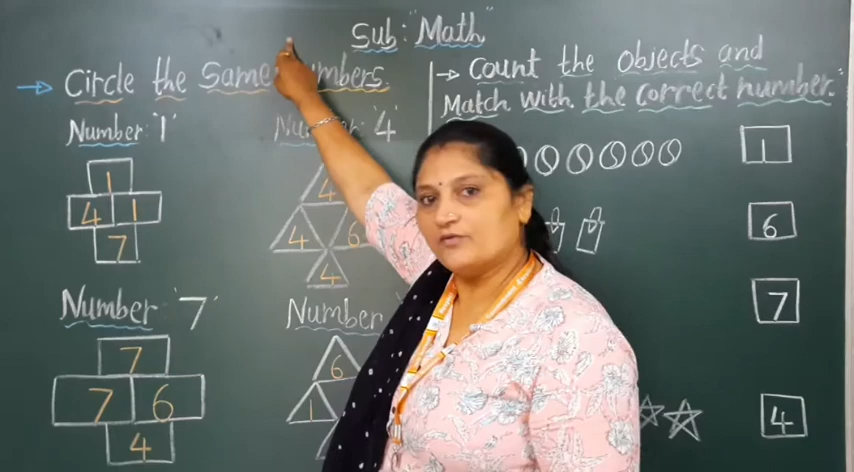 Sub: "Math"
→ Circle the Same numbers
Number '1'
1
4 1
7
Number '4'
4
4 6
4
Number '7'
7
7 6
4
Number
6
1
→ Count the Objects and
Match with the Correct number.
1
6
7
4